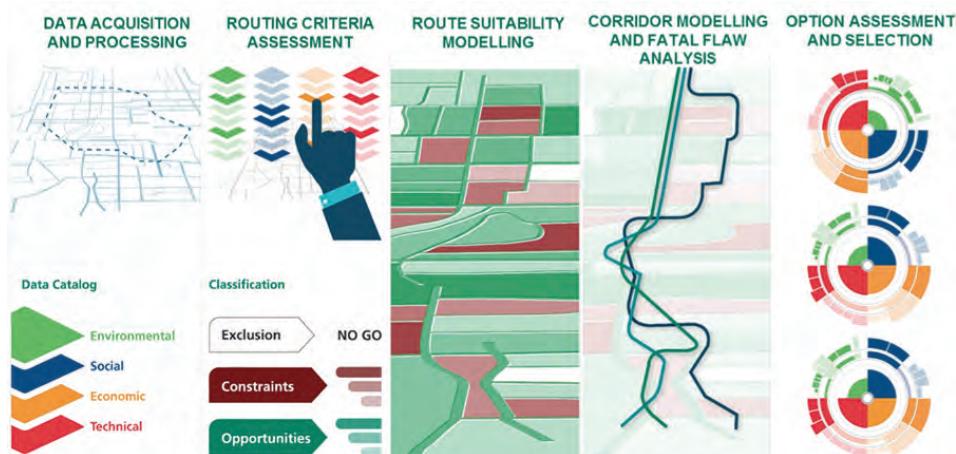 DATA ACQUISITION
AND PROCESSING
ROUTING CRITERIA
ASSESSMENT
ROUTE SUITABILITY
MODELLING
CORRIDOR MODELLING
AND FATAL FLAW
ANALYSIS
OPTION ASSESSMENT
AND SELECTION
Data Catalog
Environmental
Social
Economic
Technical
Classification
Exclusion
NO GO
Constraints
Opportunities